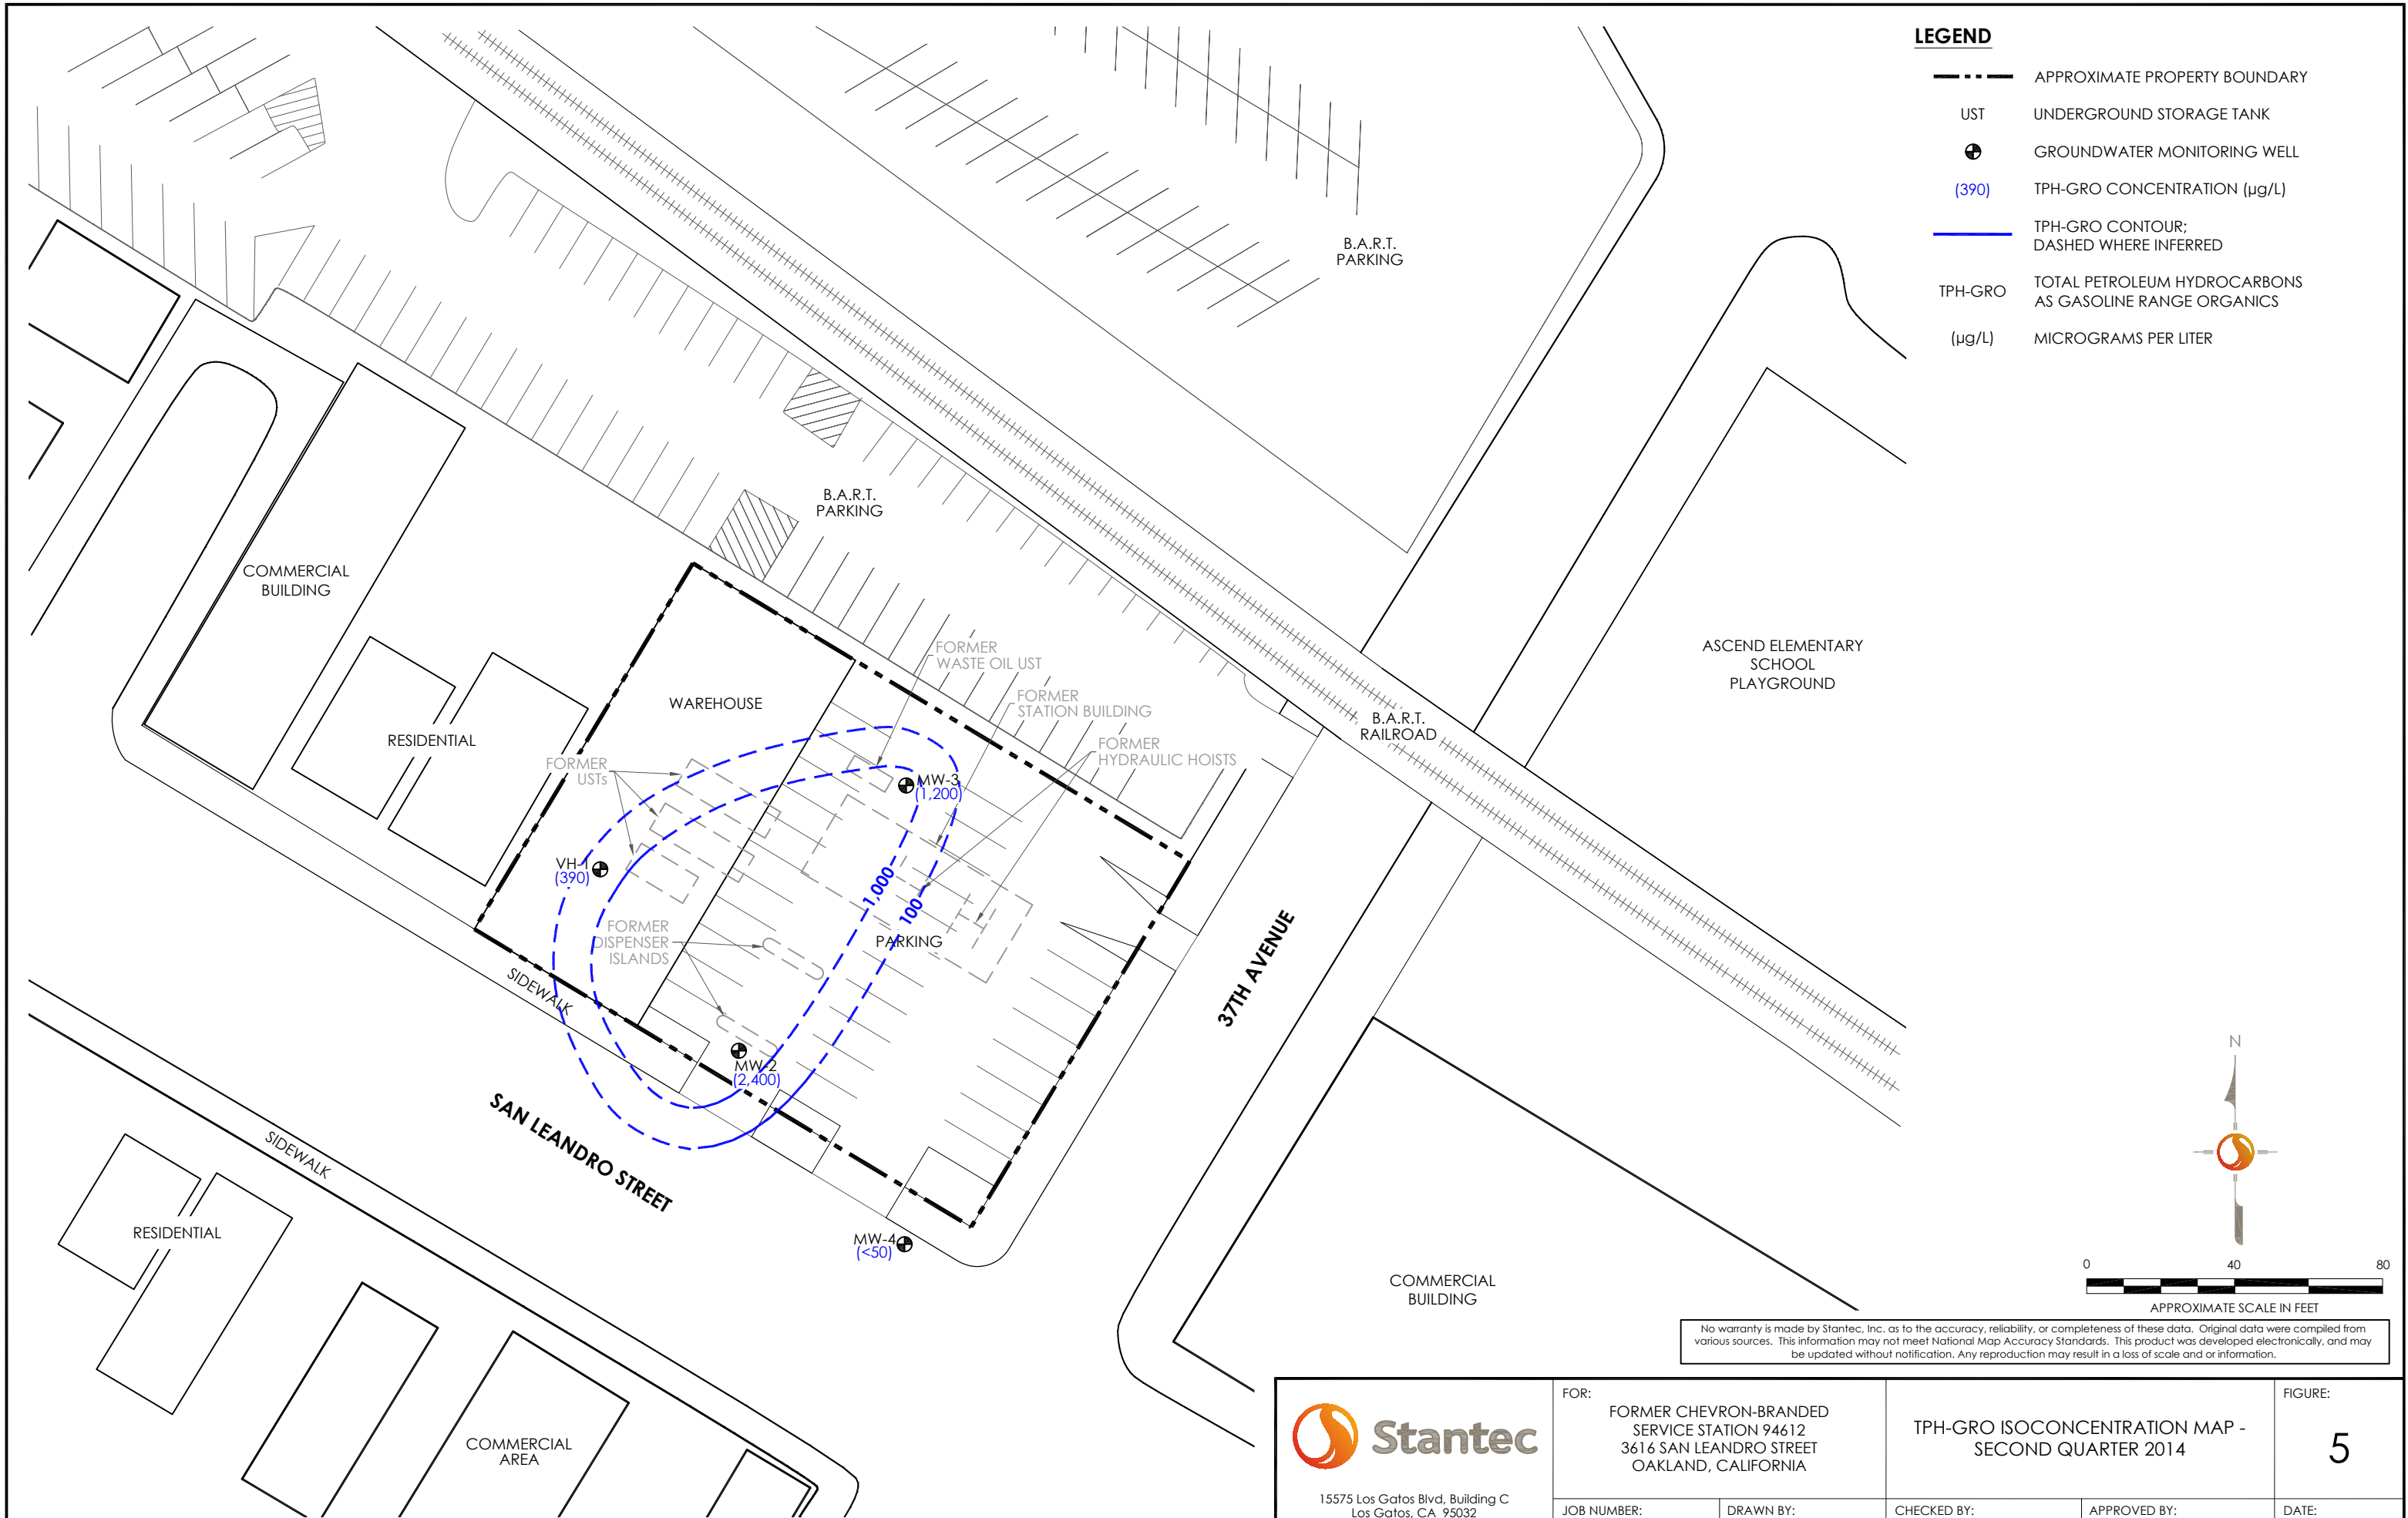 LEGEND
APPROXIMATE PROPERTY BOUNDARY
UST UNDERGROUND STORAGE TANK
GROUNDWATER MONITORING WELL
(390) TPH-GRO CONCENTRATION (µg/L)
TPH-GRO CONTOUR;
DASHED WHERE INFERRED
TPH-GRO TOTAL PETROLEUM HYDROCARBONS
AS GASOLINE RANGE ORGANICS
(µg/L) MICROGRAMS PER LITER
B.A.R.T.
PARKING
B.A.R.T.
PARKING
COMMERCIAL
BUILDING
RESIDENTIAL
WAREHOUSE
FORMER
WASTE OIL UST
FORMER
STATION BUILDING
FORMER
HYDRAULIC HOISTS
B.A.R.T.
RAILROAD
ASCEND ELEMENTARY
SCHOOL
PLAYGROUND
FORMER
USTs
MW-3
(1,200)
VH-1
(390)
1,000
100
FORMER
DISPENSER
ISLANDS
PARKING
SIDEWALK
37TH AVENUE
MW-2
(2,400)
SAN LEANDRO STREET
SIDEWALK
RESIDENTIAL
MW-4
(<50)
COMMERCIAL
BUILDING
COMMERCIAL
AREA
N
0 40 80
APPROXIMATE SCALE IN FEET
No warranty is made by Stantec, Inc. as to the accuracy, reliability, or completeness of these data. Original data were compiled from
various sources. This information may not meet National Map Accuracy Standards. This product was developed electronically, and may
be updated without notification. Any reproduction may result in a loss of scale and or information.
Stantec
15575 Los Gatos Blvd, Building C
Los Gatos, CA 95032
FOR:
FORMER CHEVRON-BRANDED
SERVICE STATION 94612
3616 SAN LEANDRO STREET
OAKLAND, CALIFORNIA
TPH-GRO ISOCONCENTRATION MAP -
SECOND QUARTER 2014
FIGURE:
5
JOB NUMBER: DRAWN BY: CHECKED BY: APPROVED BY: DATE: